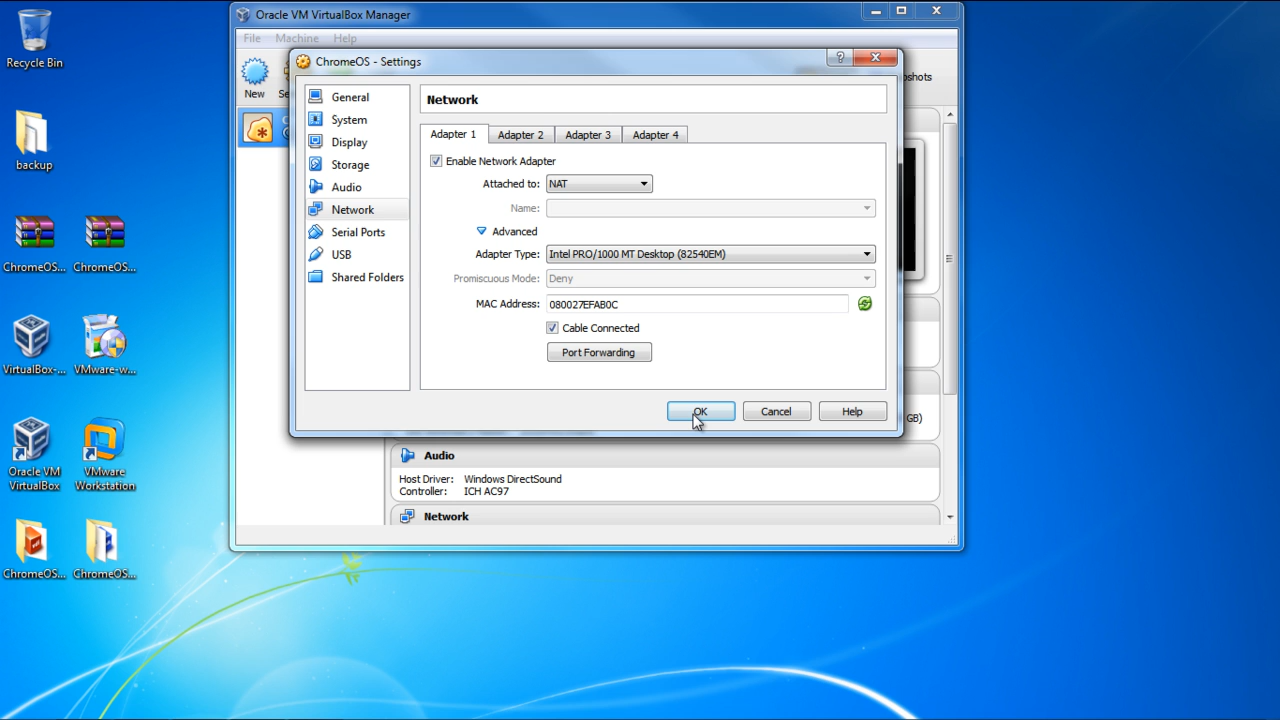 Recycle Bin
backup
ChromeOS...
ChromeOS...
VirtualBox-...
VMware-w...
Oracle VM
VirtualBox
VMware
Workstation
ChromeOS...
ChromeOS...
Oracle VM VirtualBox Manager
File Machine Help
New
ChromeOS - Settings
General
System
Display
Storage
Audio
Network
Serial Ports
USB
Shared Folders
Network
Adapter 1 Adapter 2 Adapter 3 Adapter 4
Enable Network Adapter
Attached to: NAT
Name:
Advanced
Adapter Type: Intel PRO/1000 MT Desktop (82540EM)
Promiscuous Mode: Deny
MAC Address: 080027EFAB0C
Cable Connected
Port Forwarding
OK Cancel Help
GB)
Audio
Host Driver: Windows DirectSound
Controller: ICH AC97
Network